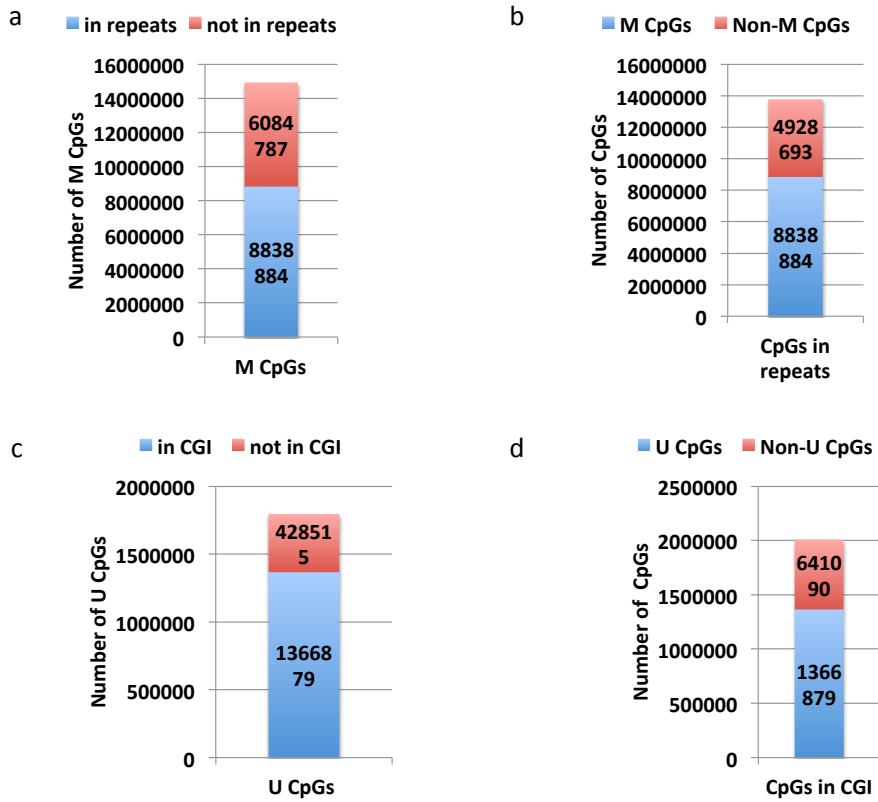 a
in repeats not in repeats
16000000
14000000
12000000
10000000
8000000
6000000
4000000
2000000
0
Number of M CpGs
6084
787
8838
884
M CpGs
b
M CpGs Non-M CpGs
16000000
14000000
12000000
10000000
8000000
6000000
4000000
2000000
0
Number of CpGs
4928
693
8838
884
CpGs in
repeats
c
in CGI not in CGI
2000000
1500000
1000000
500000
0
Number of U CpGs
42851
5
13668
79
U CpGs
d
U CpGs Non-U CpGs
2500000
2000000
1500000
1000000
500000
0
Number of CpGs
6410
90
1366
879
CpGs in CGI